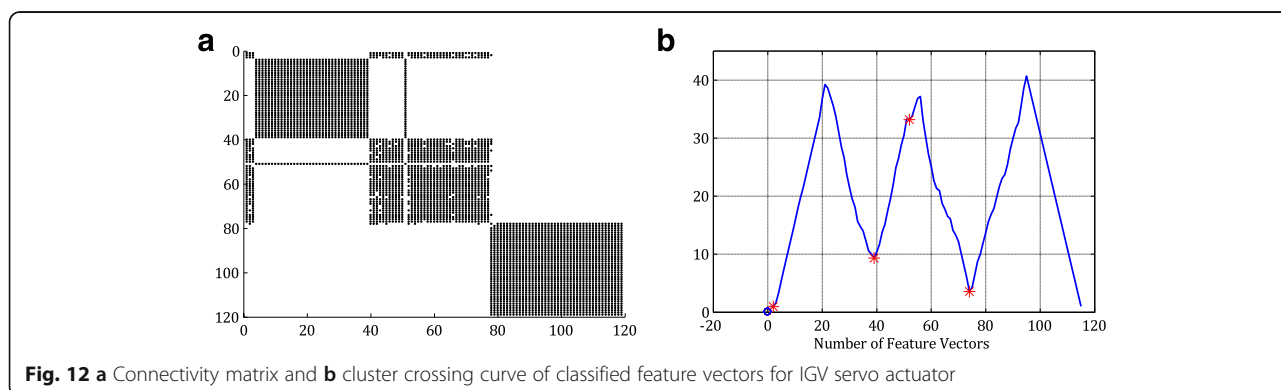 a
0
20
40
60
80
100
120
0 20 40 60 80 100 120
b
40
30
20
10
0
-20 0 20 40 60 80 100 120
Number of Feature Vectors
Fig. 12 a Connectivity matrix and b cluster crossing curve of classified feature vectors for IGV servo actuator